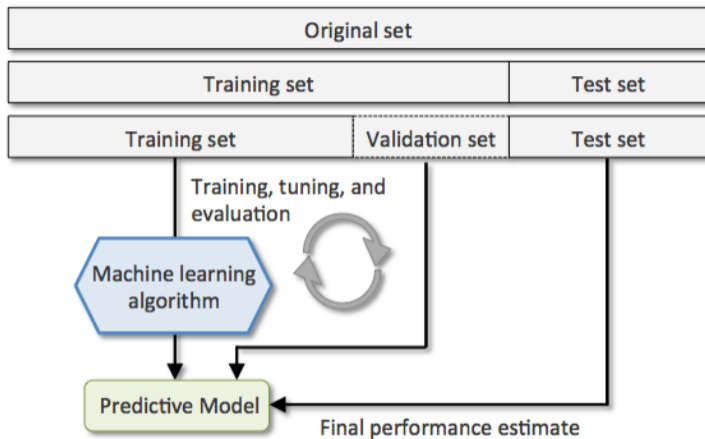 Original set
Training set Test set
Training set Validation set Test set
Training, tuning, and
evaluation
Machine learning
algorithm
Predictive Model
Final performance estimate